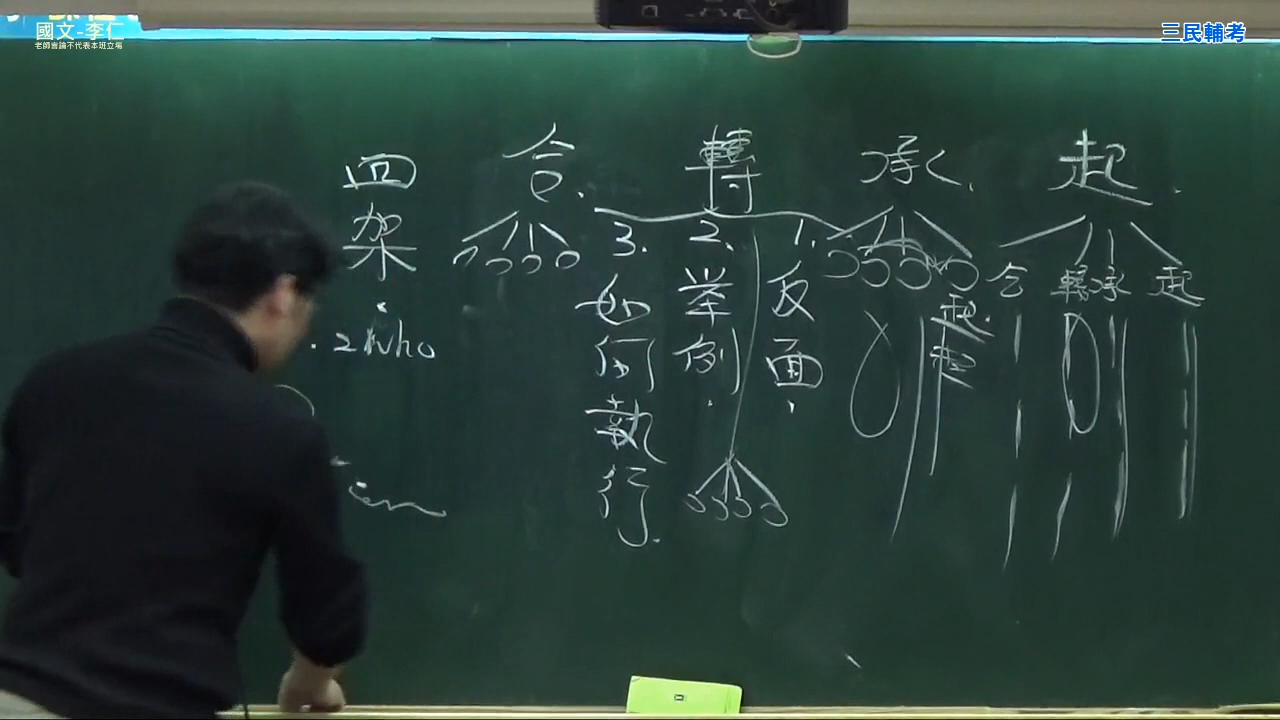 國文-李仁
老師言論不代表本班立場
三民輔考
起.
合 轉 承 起
承.
起.
轉
1.反面.
2.举例.
3.如何執行.
合.
架
2 who